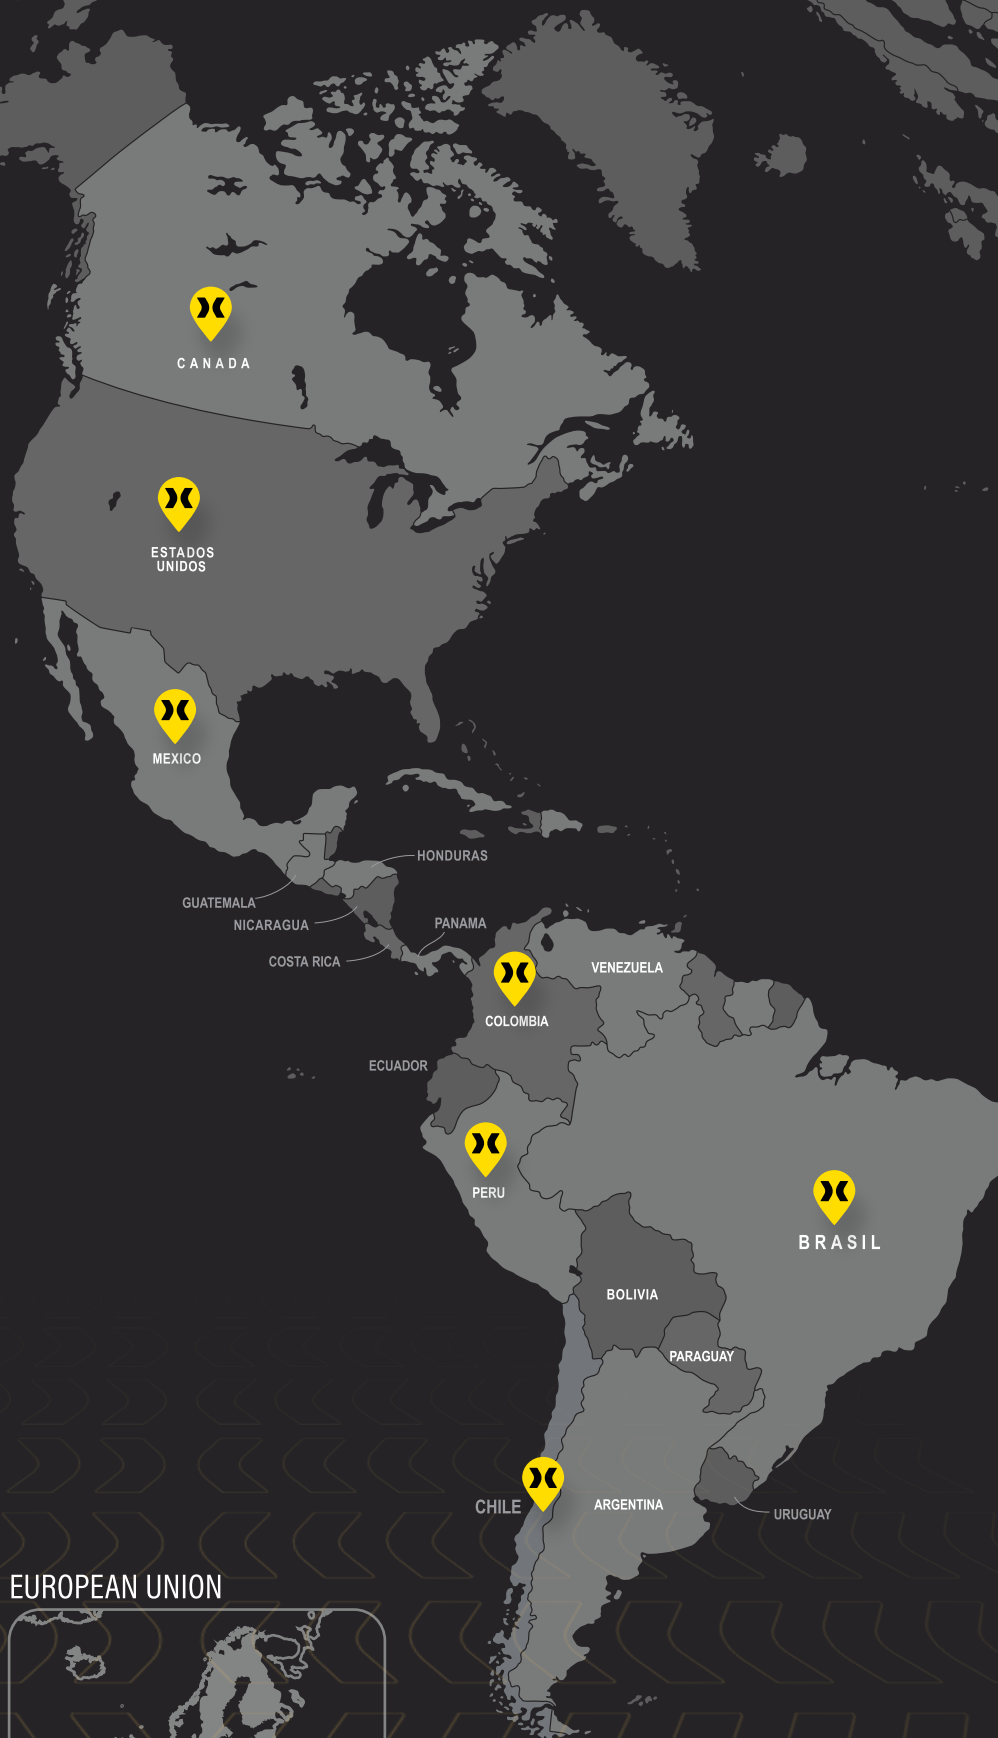 CANADA
ESTADOS
UNIDOS
MEXICO
HONDURAS
GUATEMALA
NICARAGUA
PANAMA
COSTA RICA
VENEZUELA
COLOMBIA
ECUADOR
PERU
BRASIL
BOLIVIA
PARAGUAY
CHILE
ARGENTINA
URUGUAY
EUROPEAN UNION